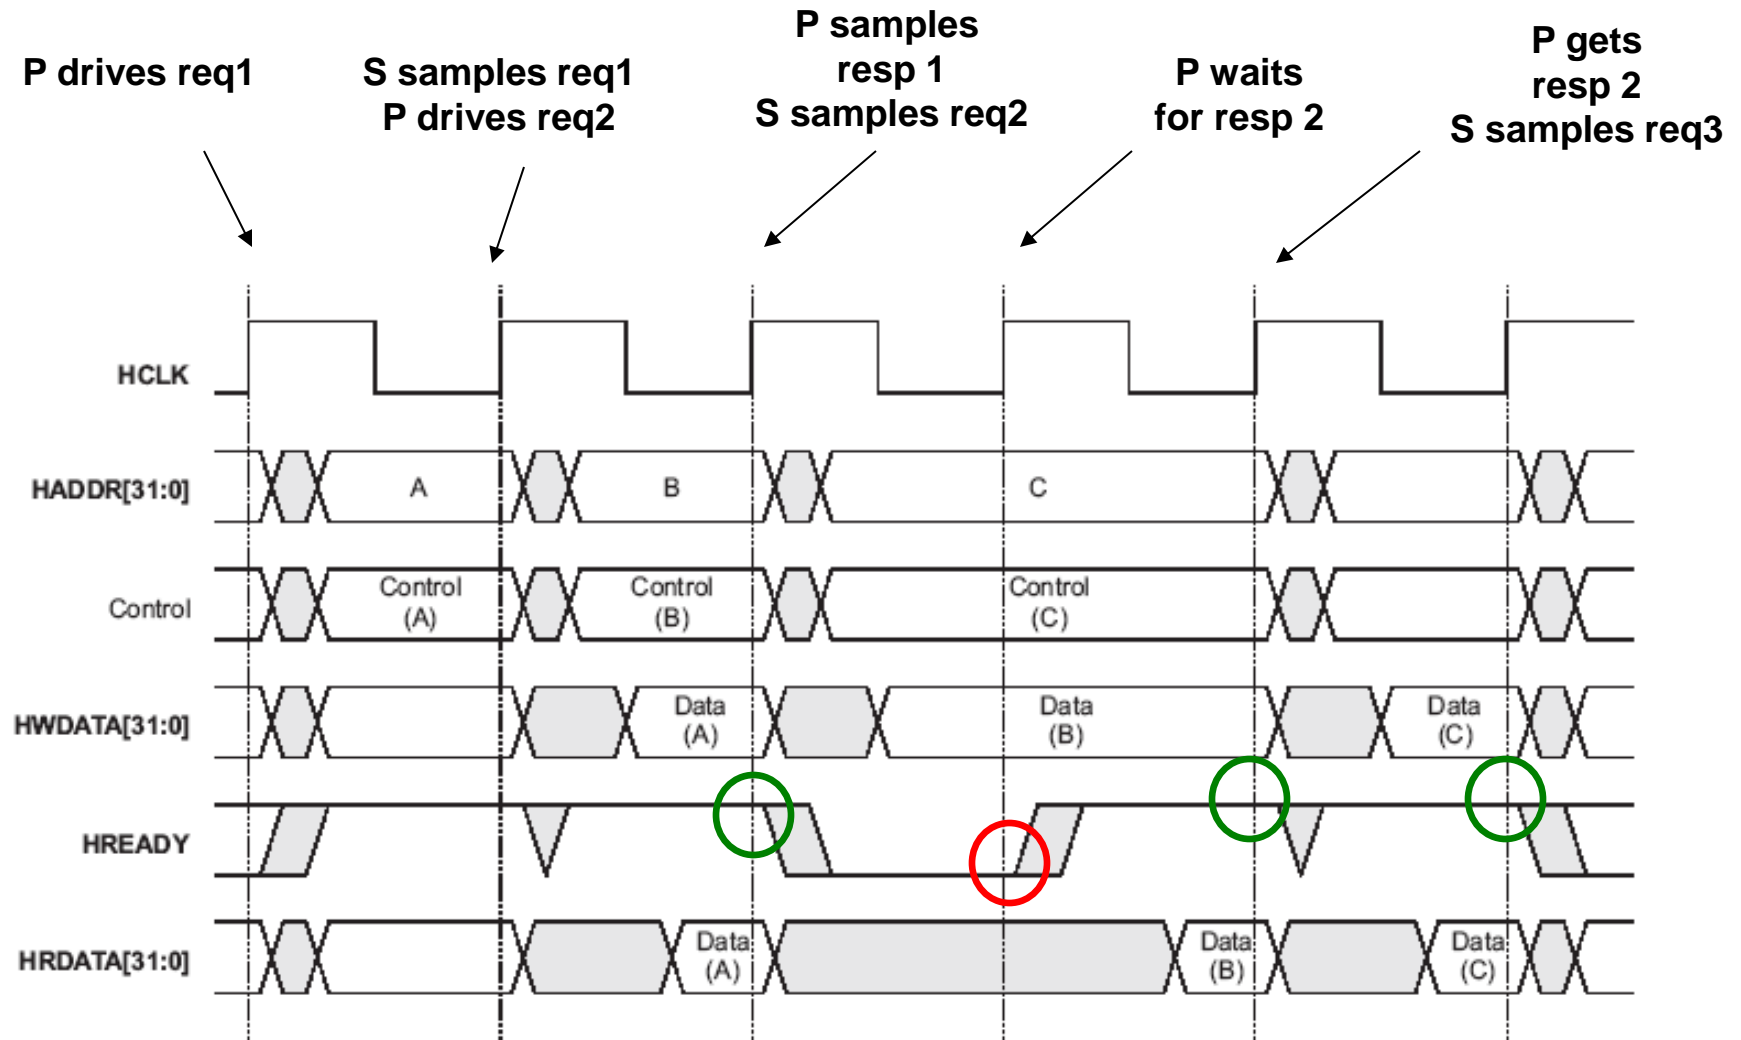 P drives req1
S samples req1
P drives req2
P samples
resp 1
S samples req2
P waits
for resp 2
P gets
resp 2
S samples req3
HCLK
HADDR[31:0]
A
B
C
Control
Control
(A)
Control
(B)
Control
(C)
HWDATA[31:0]
Data
(A)
Data
(B)
Data
(C)
HREADY
HRDATA[31:0]
Data
(A)
Data
(B)
Data
(C)